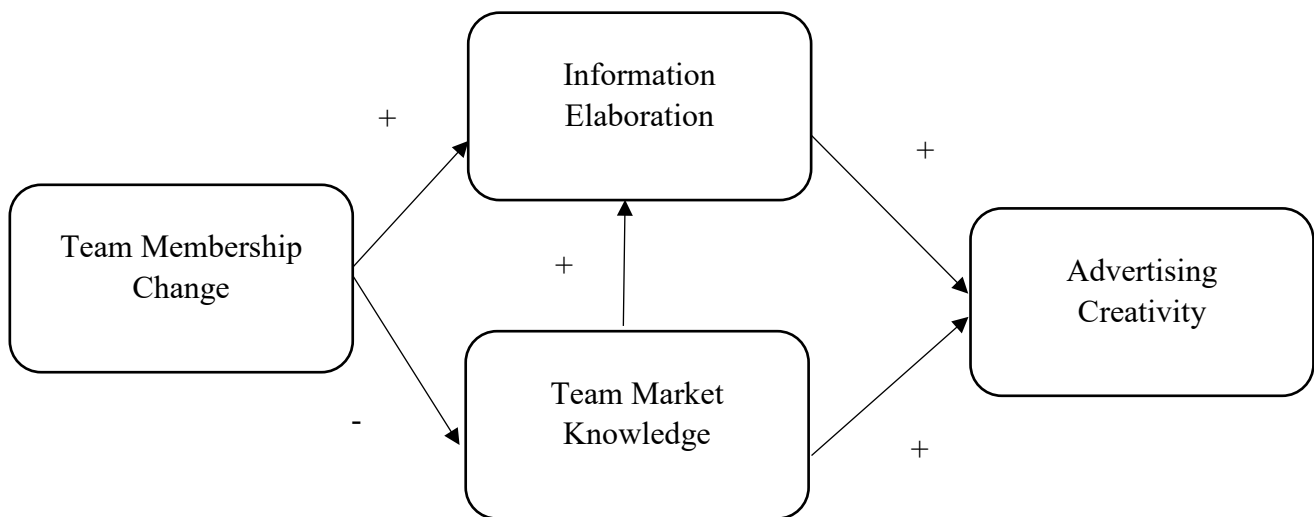 Information
Elaboration
+
+
Team Membership
Change
+
Advertising
Creativity
-
Team Market
Knowledge
+